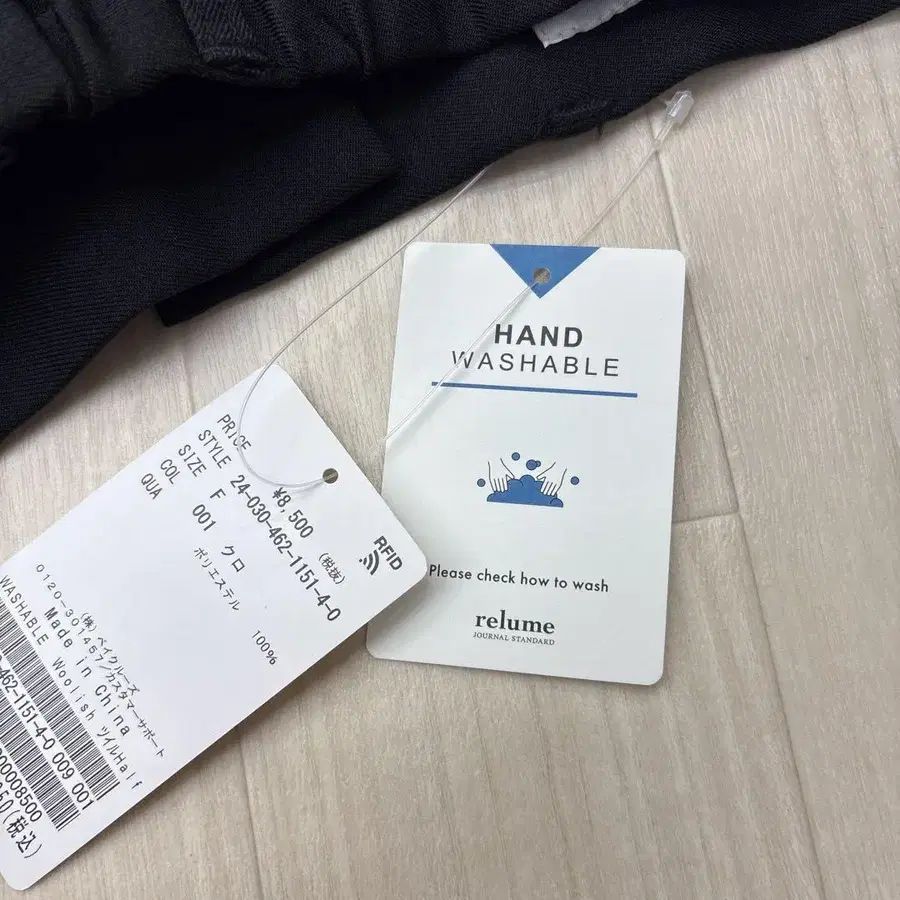 PRICE ¥8,500 (税抜)
STYLE 24-030-462-1151-4-0
SIZE F
COL 001 クロ
QUA ポリエステル 100%
RFID
(株)ベイクルーズ
0120-301457/カスタマーサポート
Made in China
WASHABLE Woolish ツイルHalf
462-1151-4-0 009 001
00008500
(税込)
HAND
WASHABLE
Please check how to wash
relume
JOURNAL STANDARD